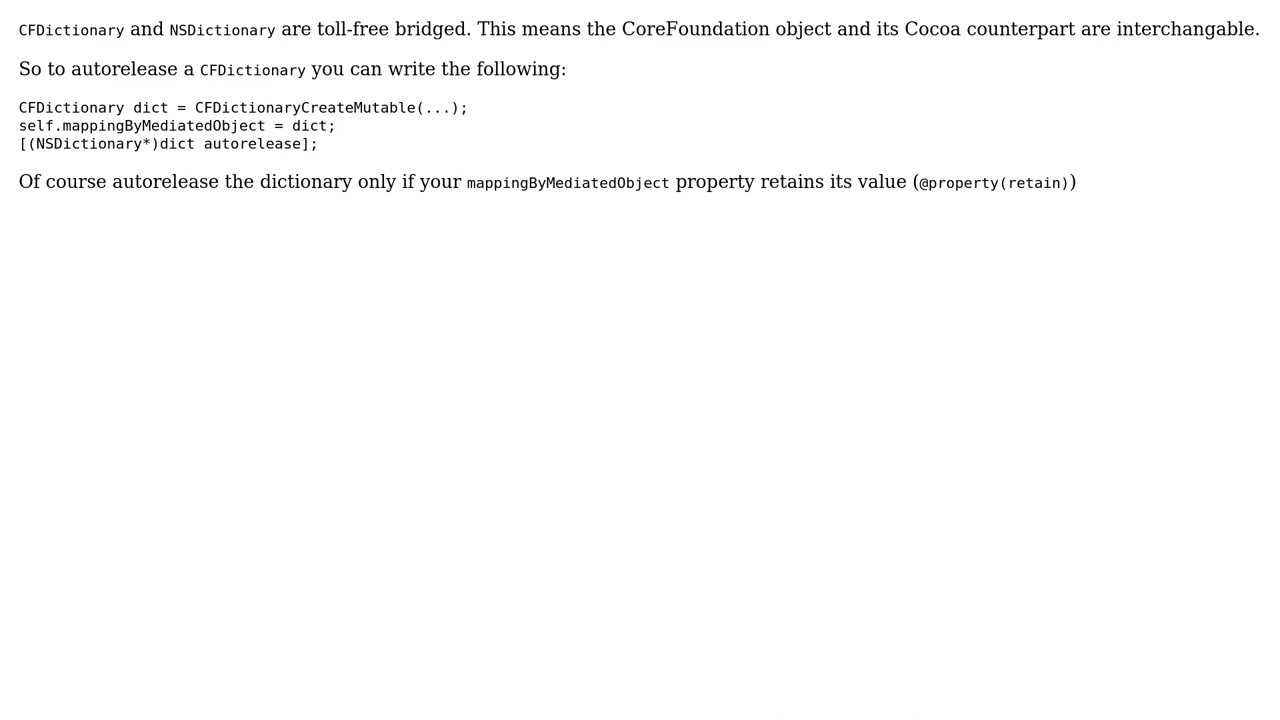 CFDictionary and NSDictionary are toll-free bridged. This means the CoreFoundation object and its Cocoa counterpart are interchangable.
So to autorelease a CFDictionary you can write the following:
CFDictionary dict = CFDictionaryCreateMutable(...);
self.mappingByMediatedObject = dict;
[(NSDictionary*)dict autorelease];
Of course autorelease the dictionary only if your mappingByMediatedObject property retains its value (@property(retain))